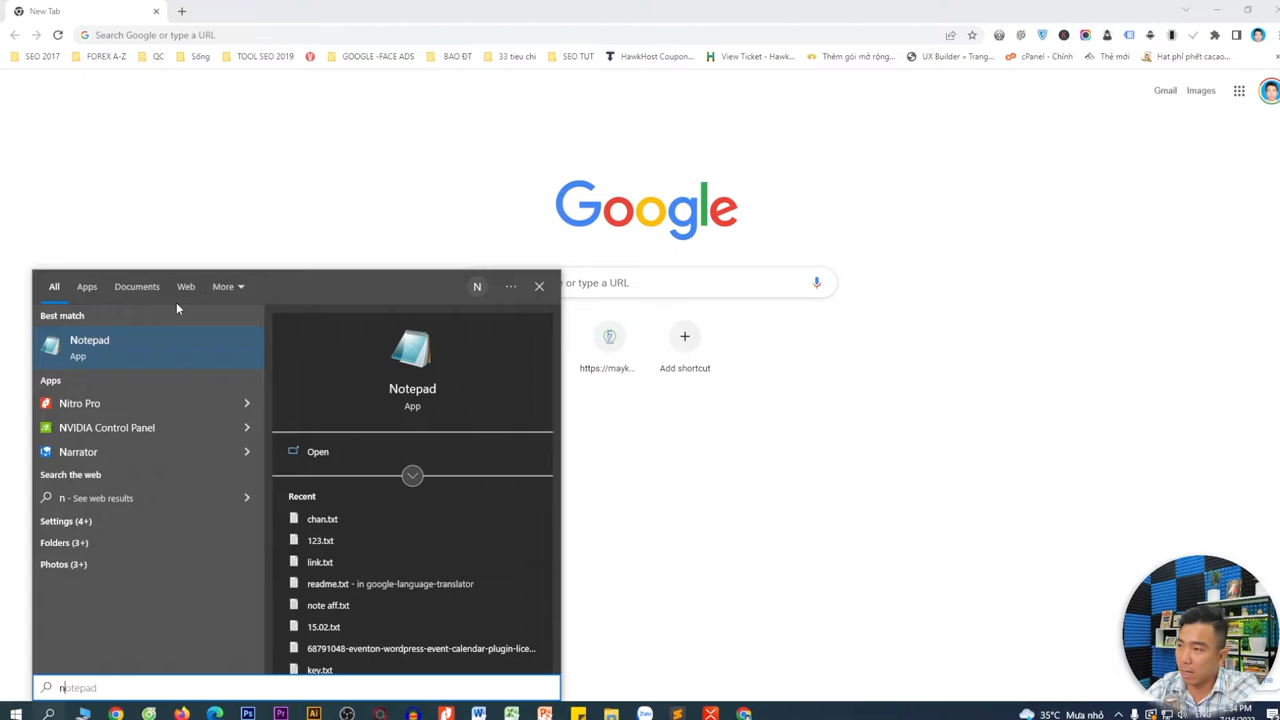 New Tab
Search Google or type a URL
SEO 2017
FOREX A-Z
QC
Sống
TOOL SEO 2019
GOOGLE -FACE ADS
BAO ĐT
33 tieu chi
SEO TUT
HawkHost Coupon...
View Ticket - Hawk...
Thêm gói mở rộng...
UX Builder » Trang...
cPanel - Chính
Thẻ mới
Hạt phỉ phết cacao...
Gmail
Images
Google
e or type a URL
https://mayk...
Add shortcut
All
Apps
Documents
Web
More
N
Best match
Notepad
App
Apps
Nitro Pro
NVIDIA Control Panel
Narrator
Search the web
n - See web results
Settings (4+)
Folders (3+)
Photos (3+)
Notepad
App
Open
Recent
chan.txt
123.txt
link.txt
readme.txt - in google-language-translator
note aff.txt
15.02.txt
68791048-eventon-wordpress-event-calendar-plugin-lice...
key.txt
notepad
35°C Mưa nhỏ
ENG